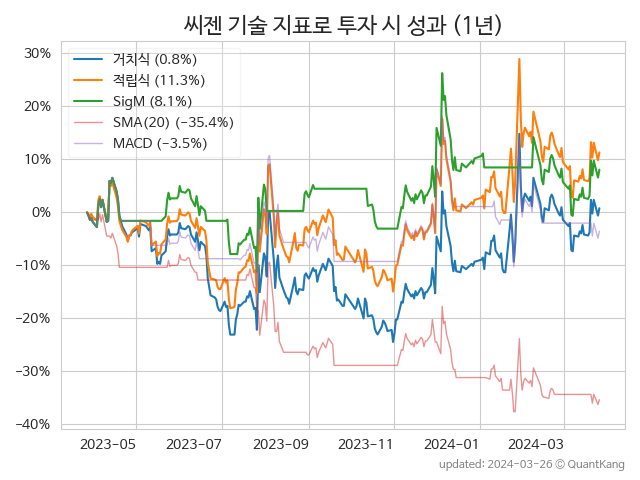 씨젠 기술 지표로 투자 시 성과 (1년)
30%
20%
10%
0%
−10%
−20%
−30%
−40%
거치식 (0.8%)
적립식 (11.3%)
SigM (8.1%)
SMA(20) (−35.4%)
MACD (−3.5%)
2023-05
2023-07
2023-09
2023-11
2024-01
2024-03
updated: 2024-03-26 © QuantKang